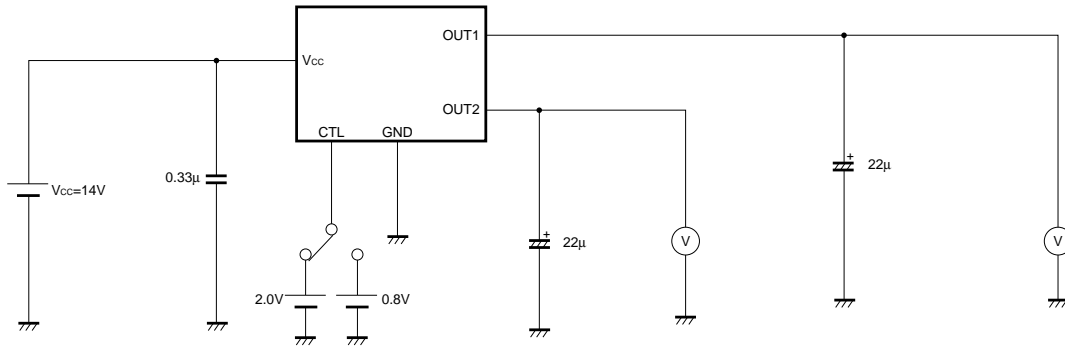 OUT1
VCC
OUT2
CTL GND
0.33μ
VCC=14V
22μ
22μ
V
V
2.0V
0.8V
+
+